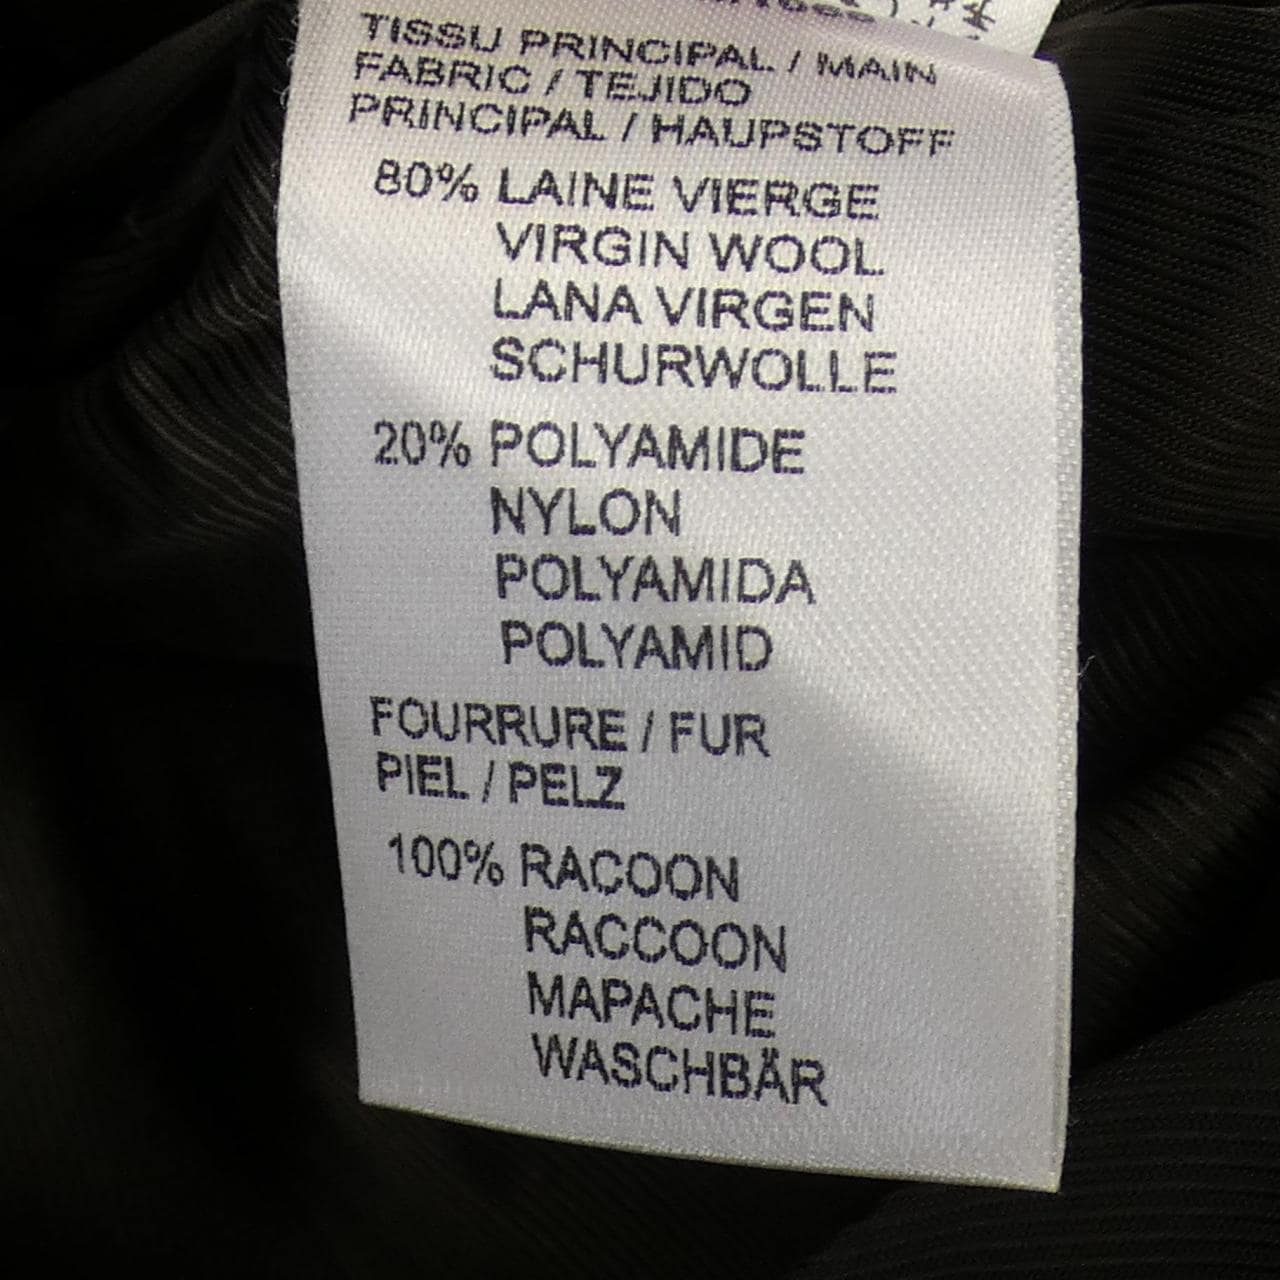 TISSU PRINCIPAL / MAIN
FABRIC / TEJIDO
PRINCIPAL / HAUPSTOFF
80% LAINE VIERGE
VIRGIN WOOL
LANA VIRGEN
SCHURWOLLE
20% POLYAMIDE
NYLON
POLYAMIDA
POLYAMID
FOURRURE / FUR
PIEL / PELZ
100% RACOON
RACCOON
MAPACHE
WASCHBÄR